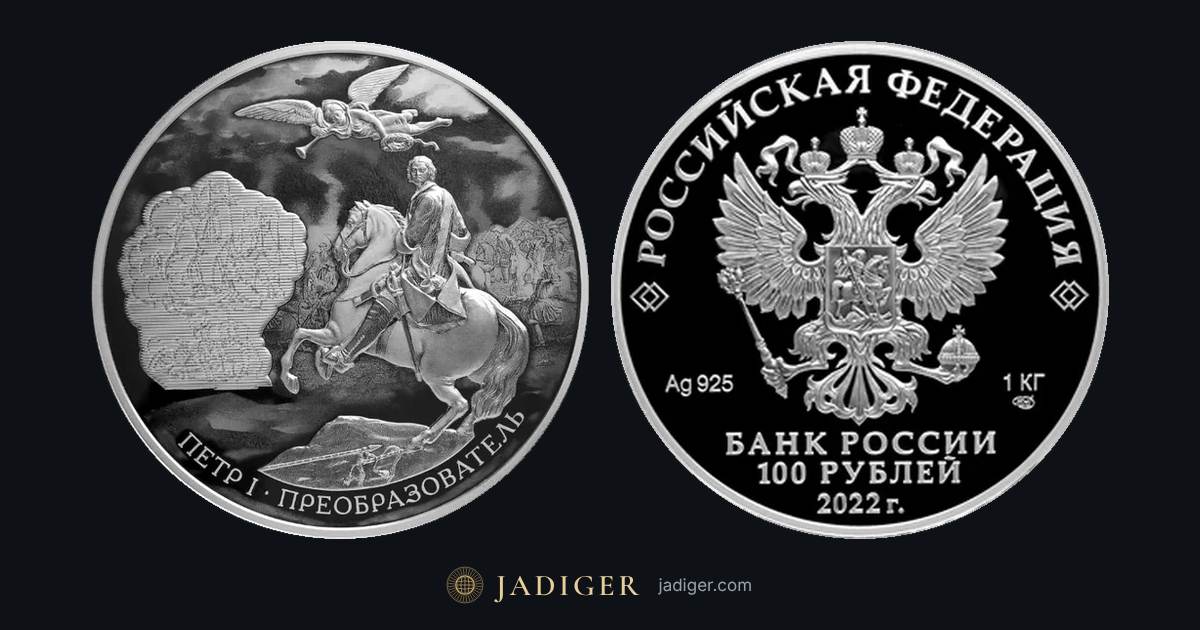 ПЕТР I · ПРЕОБРАЗОВАТЕЛЬ
РОССИЙСКАЯ ФЕДЕРАЦИЯ
Ag 925
1 КГ
БАНК РОССИИ
100 РУБЛЕЙ
2022 г.
JADIGER jadiger.com